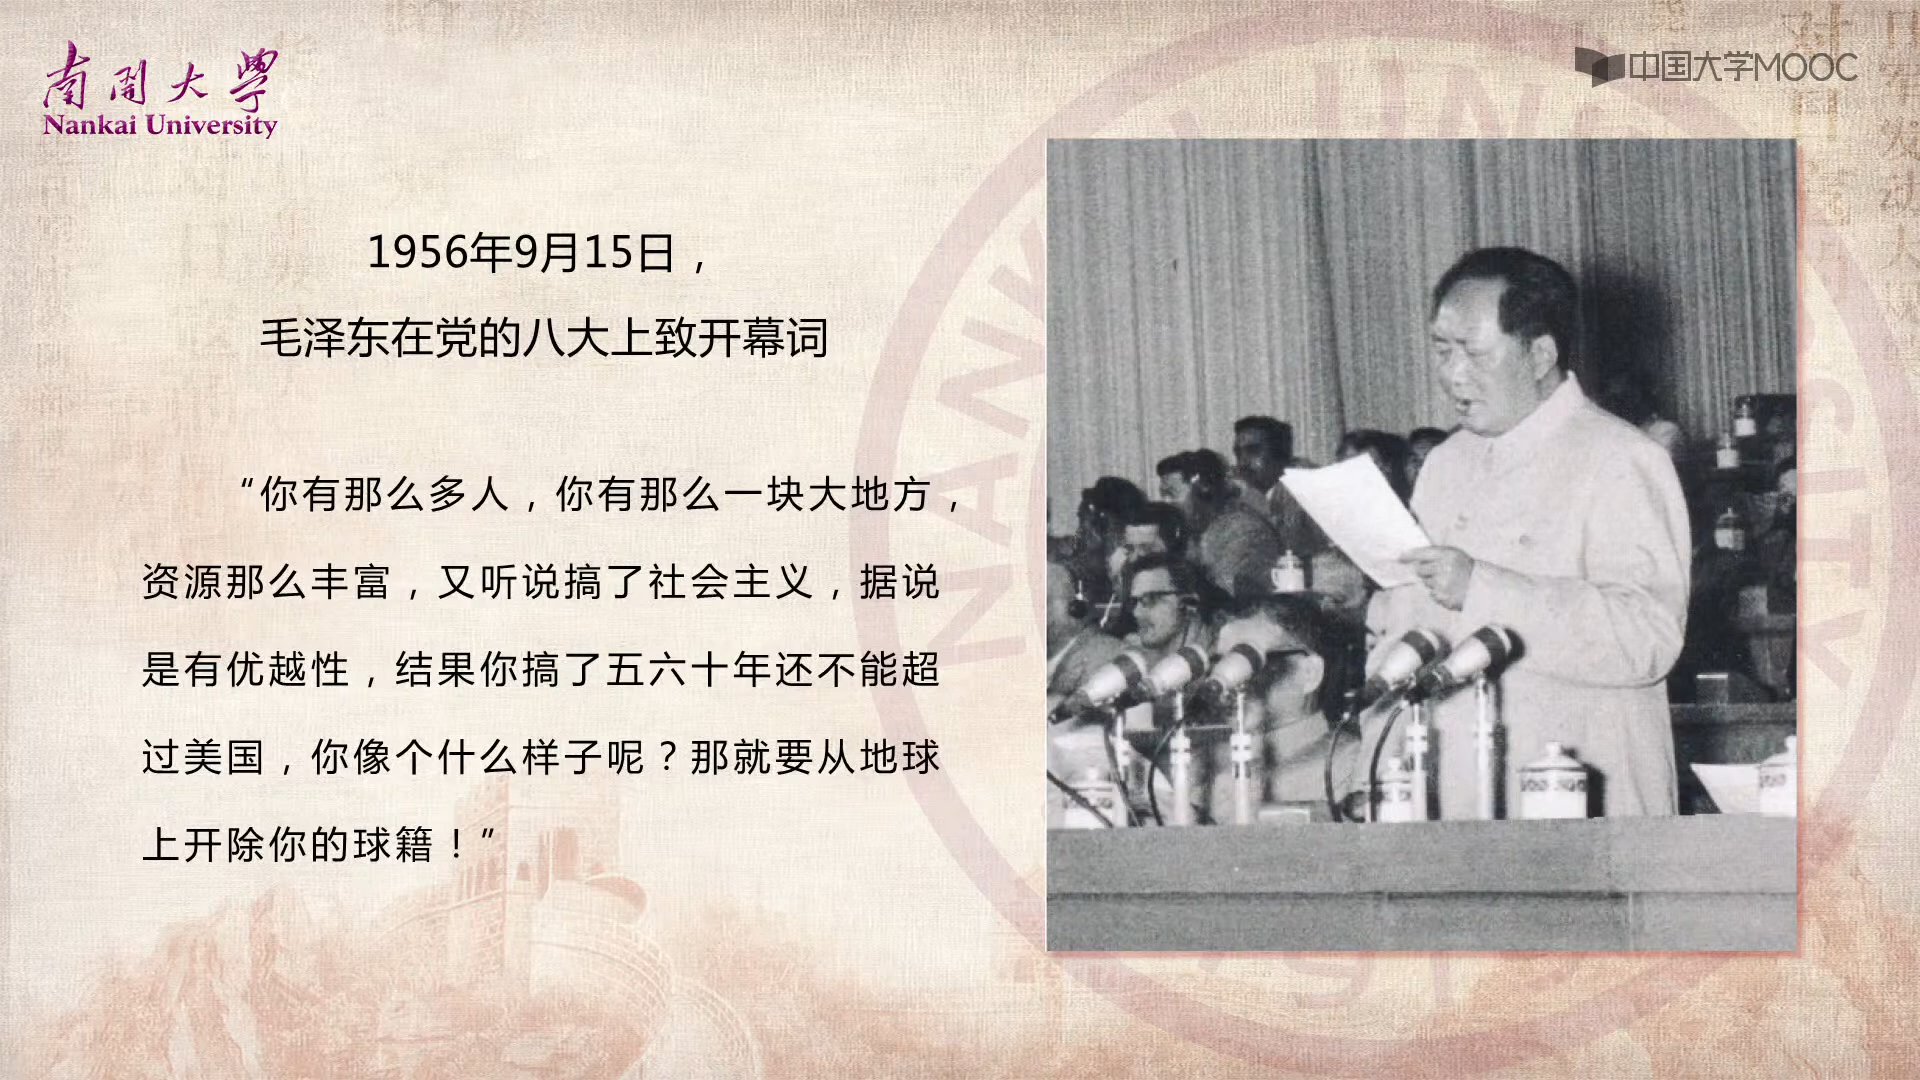 南開大學
Nankai University
中国大学MOOC
1956年9月15日，
毛泽东在党的八大上致开幕词
“你有那么多人，你有那么一块大地方，
资源那么丰富，又听说搞了社会主义，据说
是有优越性，结果你搞了五六十年还不能超
过美国，你像个什么样子呢？那就要从地球
上开除你的球籍！”